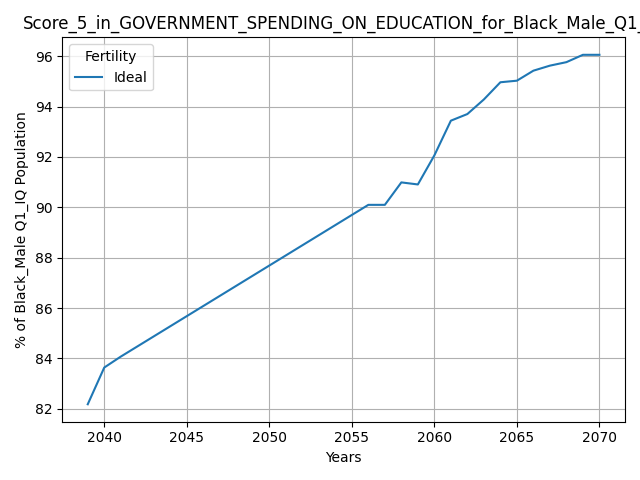 Score_5_in_GOVERNMENT_SPENDING_ON_EDUCATION_for_Black_Male_Q1_
Fertility
Ideal
96
94
92
90
88
86
84
82
% of Black_Male Q1_IQ Population
2040 2045 2050 2055 2060 2065 2070
Years